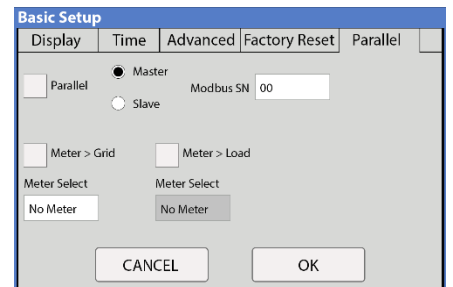 Basic Setup
Display Time Advanced Factory Reset Parallel
Master
Parallel Modbus SN 00
Slave
Meter > Grid Meter > Load
Meter Select Meter Select
No Meter No Meter
CANCEL OK